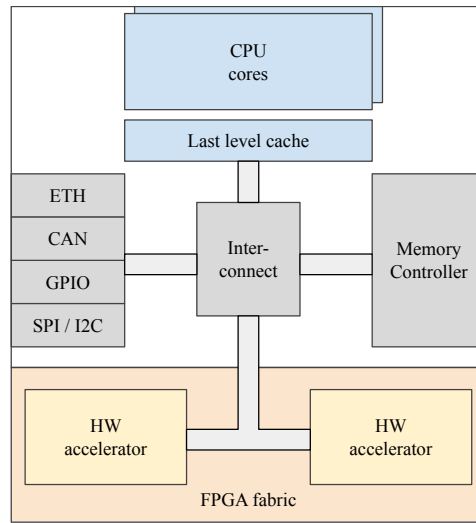 CPU
cores
Last level cache
ETH
CAN
GPIO
SPI / I2C
Inter-
connect
Memory
Controller
HW
accelerator
HW
accelerator
FPGA fabric